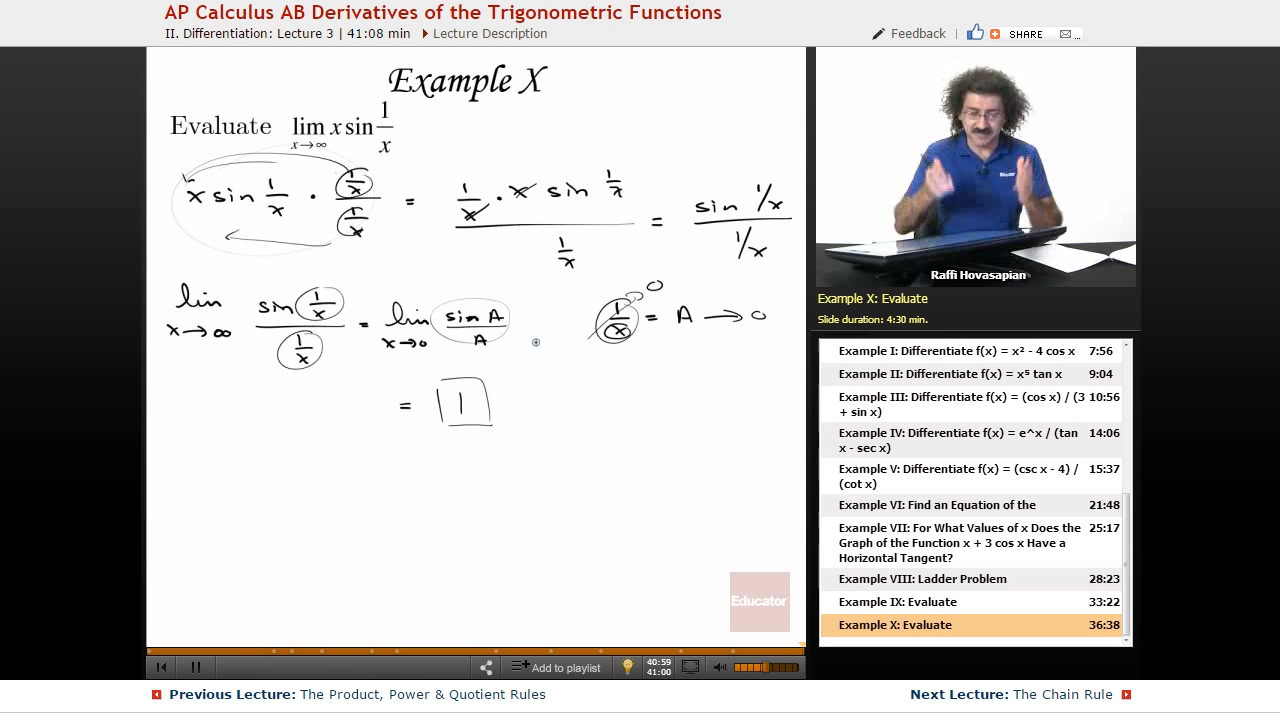 AP Calculus AB Derivatives of the Trigonometric Functions
II. Differentiation: Lecture 3 | 41:08 min Lecture Description
Feedback | SHARE
Example X
Evaluate lim x→∞ x sin 1/x
x sin 1/x · (1/x)/(1/x) = (1/x · x sin 1/x)/(1/x) = (sin 1/x)/(1/x)
lim x→∞ sin(1/x)/(1/x) = lim x→0 sin A/A 1/x = A → 0 0
= 1
Educator
Raffi Hovasapian
Example X: Evaluate
Slide duration: 4:30 min.
Example I: Differentiate f(x) = x² - 4 cos x 7:56
Example II: Differentiate f(x) = x⁵ tan x 9:04
Example III: Differentiate f(x) = (cos x) / (3 10:56
+ sin x)
Example IV: Differentiate f(x) = e^x / (tan 14:06
x - sec x)
Example V: Differentiate f(x) = (csc x - 4) / 15:37
(cot x)
Example VI: Find an Equation of the 21:48
Example VII: For What Values of x Does the 25:17
Graph of the Function x + 3 cos x Have a
Horizontal Tangent?
Example VIII: Ladder Problem 28:23
Example IX: Evaluate 33:22
Example X: Evaluate 36:38
Add to playlist
40:59
41:00
Previous Lecture: The Product, Power & Quotient Rules
Next Lecture: The Chain Rule